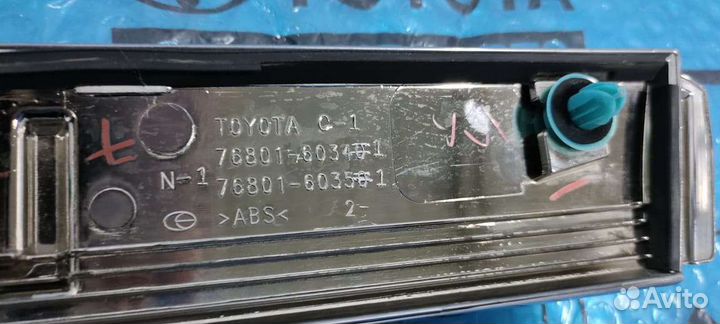 TOYOTA
TOYOTA C-1
76801-60340-1
N-1 76801-60350-1
>ABS< 2-
Avito